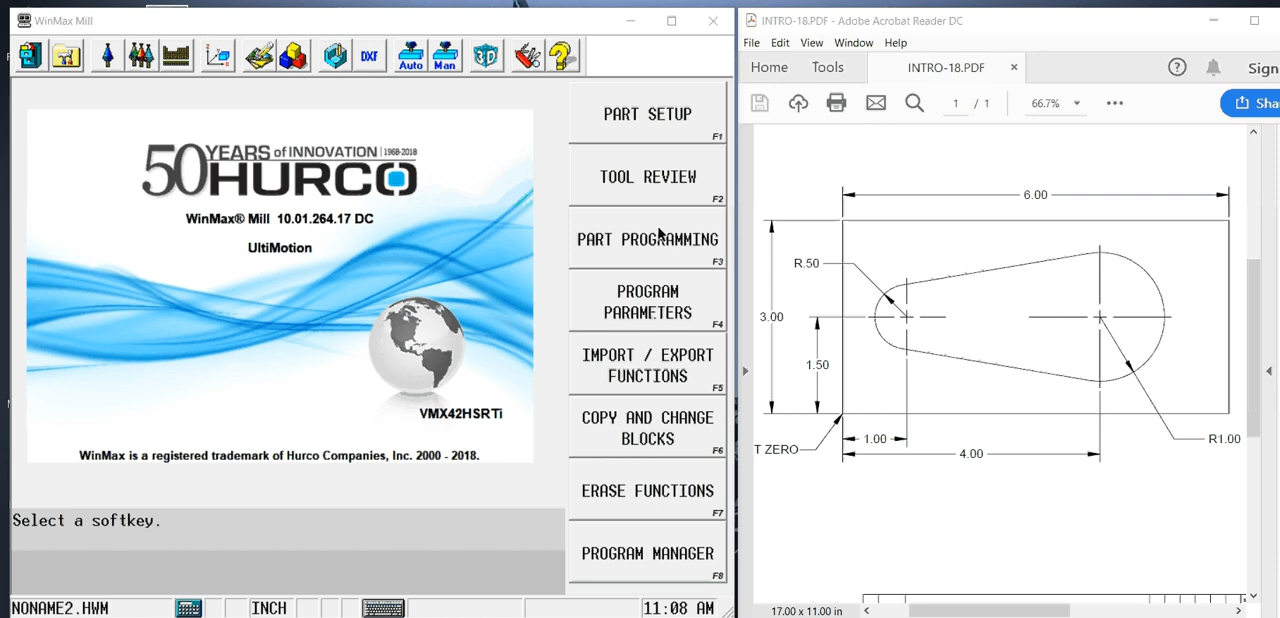 WinMax Mill
DXF
Auto
Man
3D
50 YEARS of INNOVATION | 1968-2018
HURCO
WinMax® Mill 10.01.264.17 DC
UltiMotion
VMX42HSRTi
WinMax is a registered trademark of Hurco Companies, Inc. 2000 - 2018.
PART SETUP
F1
TOOL REVIEW
F2
PART PROGRAMMING
F3
PROGRAM
PARAMETERS
F4
IMPORT / EXPORT
FUNCTIONS
F5
COPY AND CHANGE
BLOCKS
F6
ERASE FUNCTIONS
F7
PROGRAM MANAGER
F8
Select a softkey.
NONAME2.HWM
INCH
11:08 AM
INTRO-18.PDF - Adobe Acrobat Reader DC
File Edit View Window Help
Home Tools INTRO-18.PDF × Sign
1 / 1 66.7% Sha
6.00
R.50
3.00
1.50
1.00
R1.00
T ZERO
4.00
17.00 x 11.00 in